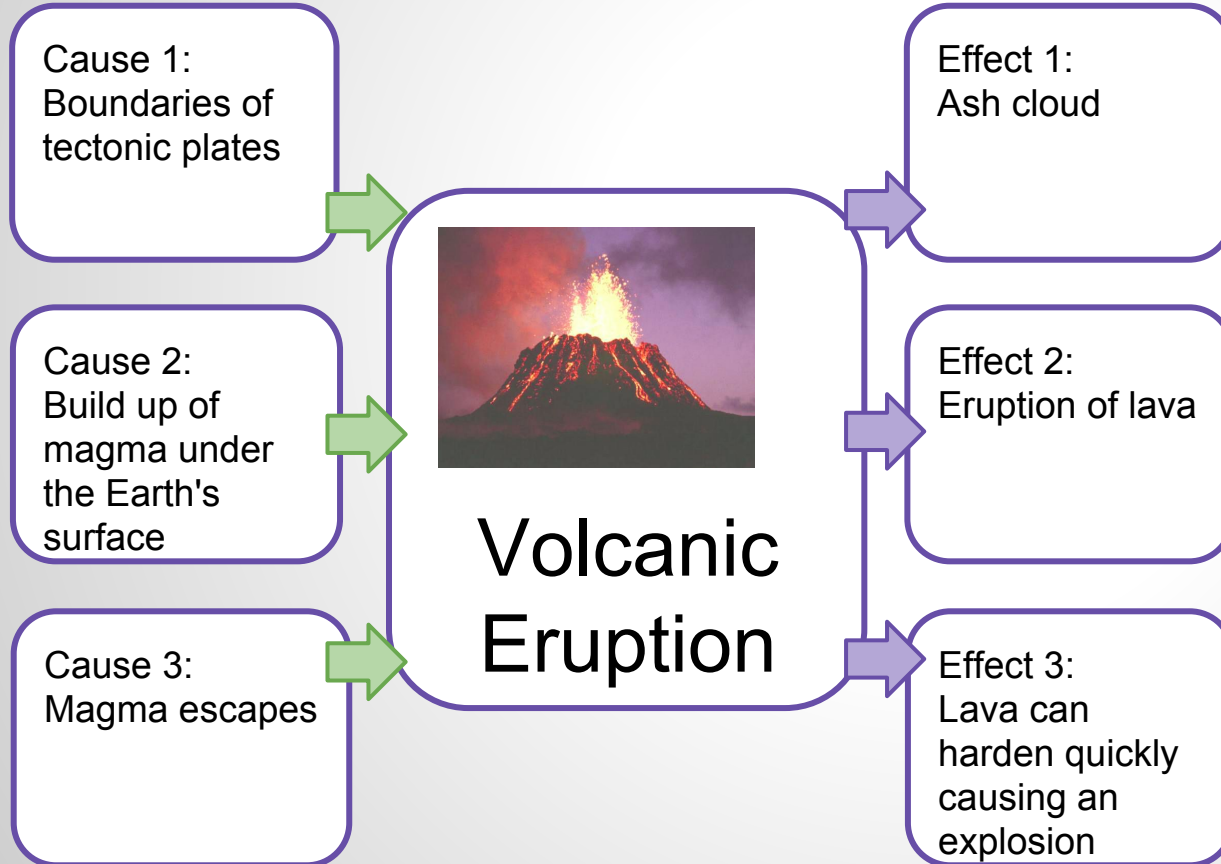 Cause 1:
Boundaries of
tectonic plates
Cause 2:
Build up of
magma under
the Earth's
surface
Cause 3:
Magma escapes
Volcanic
Eruption
Effect 1:
Ash cloud
Effect 2:
Eruption of lava
Effect 3:
Lava can
harden quickly
causing an
explosion